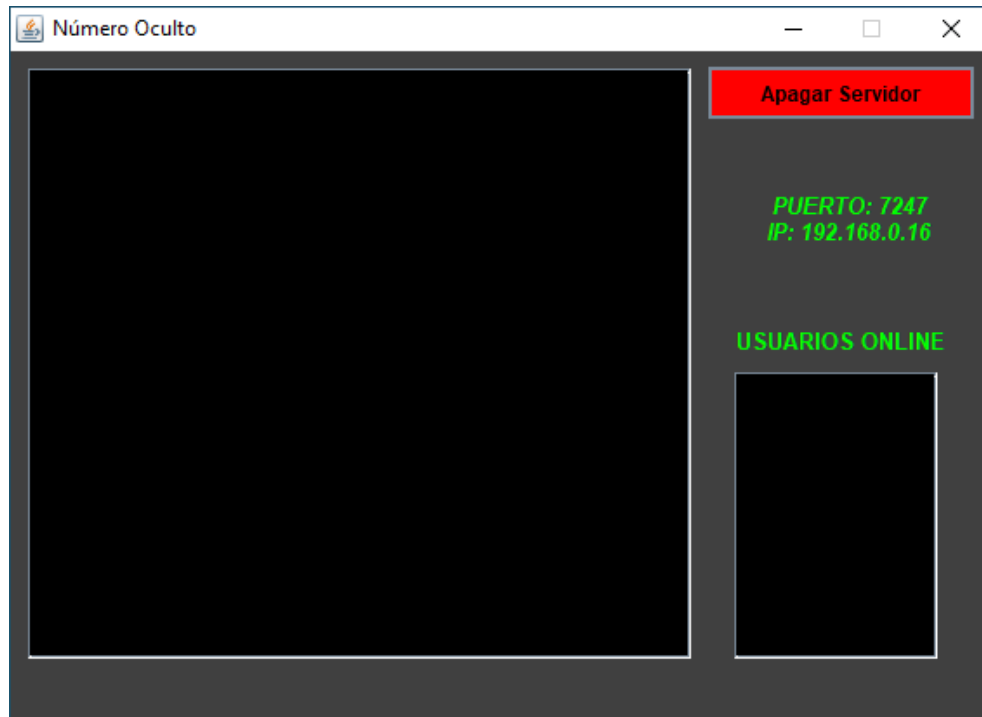 Número Oculto
Apagar Servidor
PUERTO: 7247
IP: 192.168.0.16
USUARIOS ONLINE